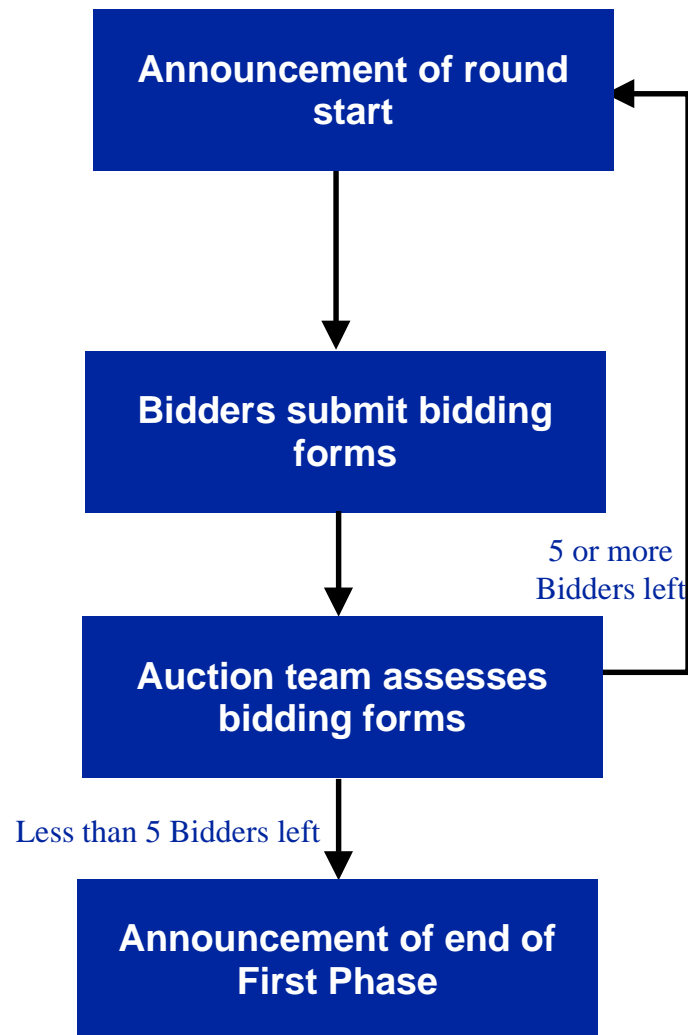 Announcement of round
start
Bidders submit bidding
forms
5 or more
Bidders left
Auction team assesses
bidding forms
Less than 5 Bidders left
Announcement of end of
First Phase